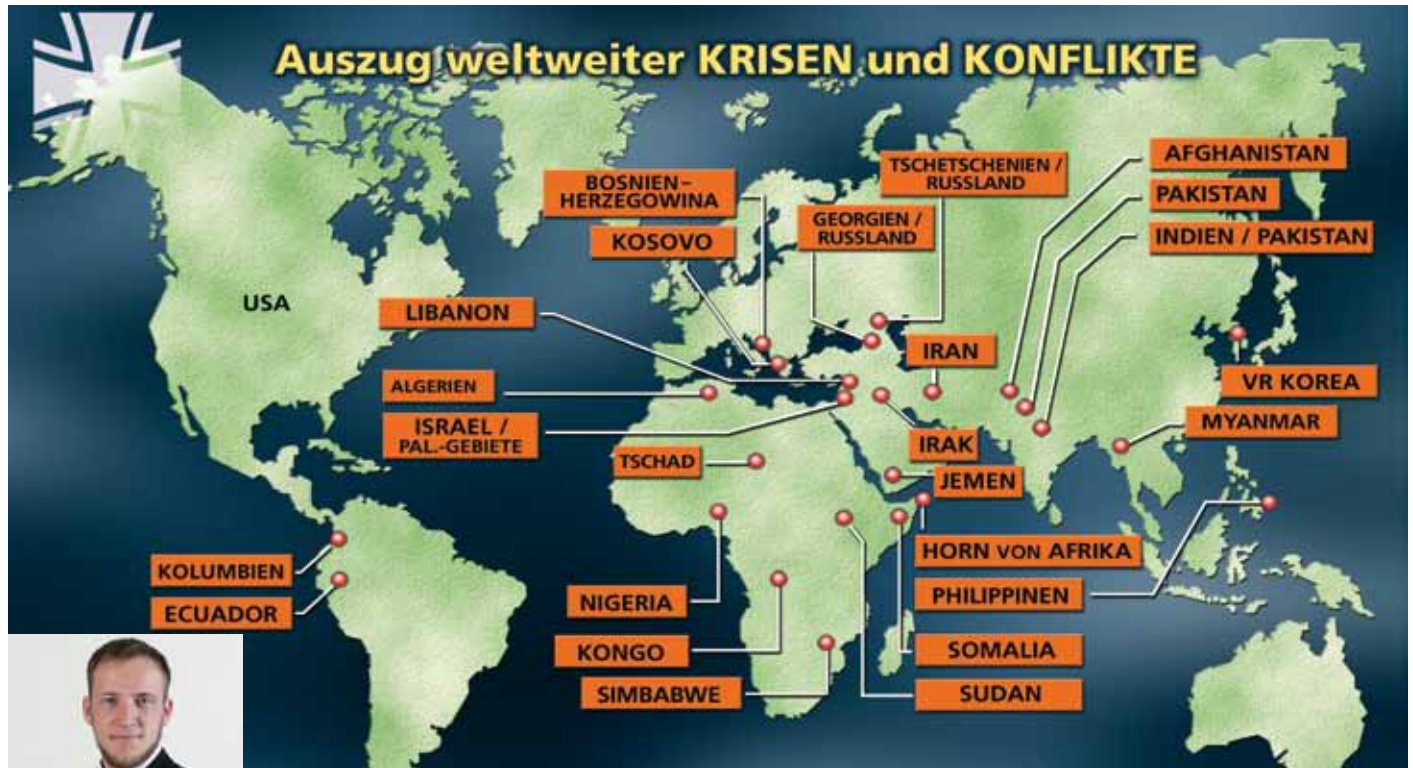 Auszug weltweiter KRISEN und KONFLIKTE
TSCHETSCHENIEN /
RUSSLAND
AFGHANISTAN
BOSNIEN–
HERZEGOWINA
PAKISTAN
GEORGIEN /
RUSSLAND
KOSOVO
INDIEN / PAKISTAN
USA
LIBANON
IRAN
ALGERIEN
VR KOREA
ISRAEL /
PAL.-GEBIETE
MYANMAR
IRAK
TSCHAD
JEMEN
HORN VON AFRIKA
KOLUMBIEN
PHILIPPINEN
NIGERIA
ECUADOR
KONGO
SOMALIA
SIMBABWE
SUDAN